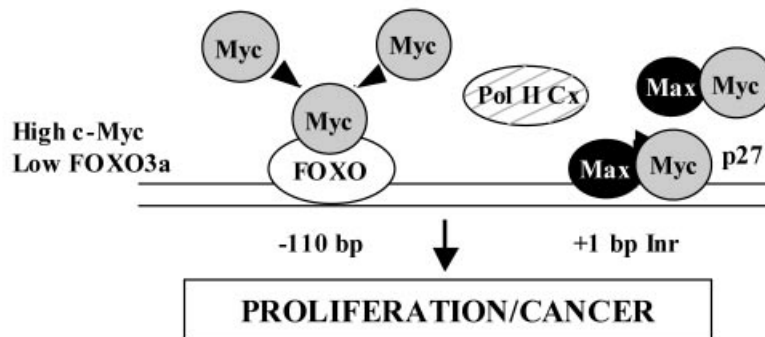 Myc Myc
Max Myc
Pol II Cx
Myc
High c-Myc
Low FOXO3a
FOXO
Max Myc p27
-110 bp +1 bp Inr
PROLIFERATION/CANCER